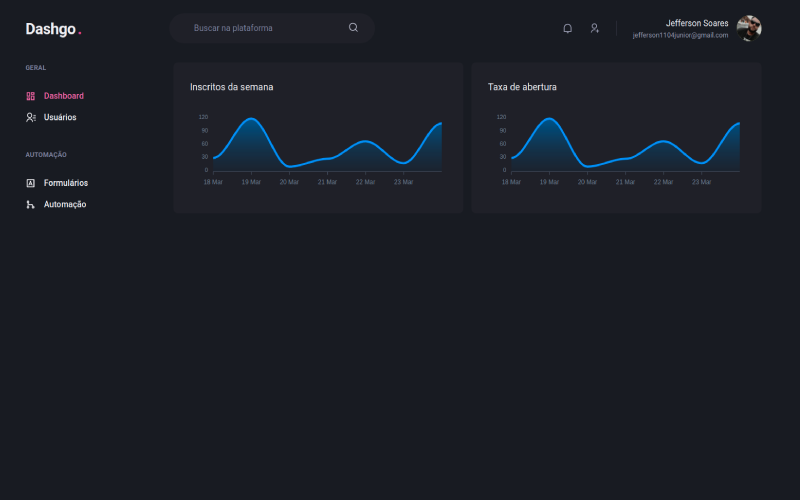 Dashgo.
Buscar na plataforma
Jefferson Soares
jefferson1104junior@gmail.com
GERAL
Dashboard
Usuários
AUTOMAÇÃO
Formulários
Automação
Inscritos da semana
120
90
60
30
0
18 Mar 19 Mar 20 Mar 21 Mar 22 Mar 23 Mar
Taxa de abertura
120
90
60
30
0
18 Mar 19 Mar 20 Mar 21 Mar 22 Mar 23 Mar